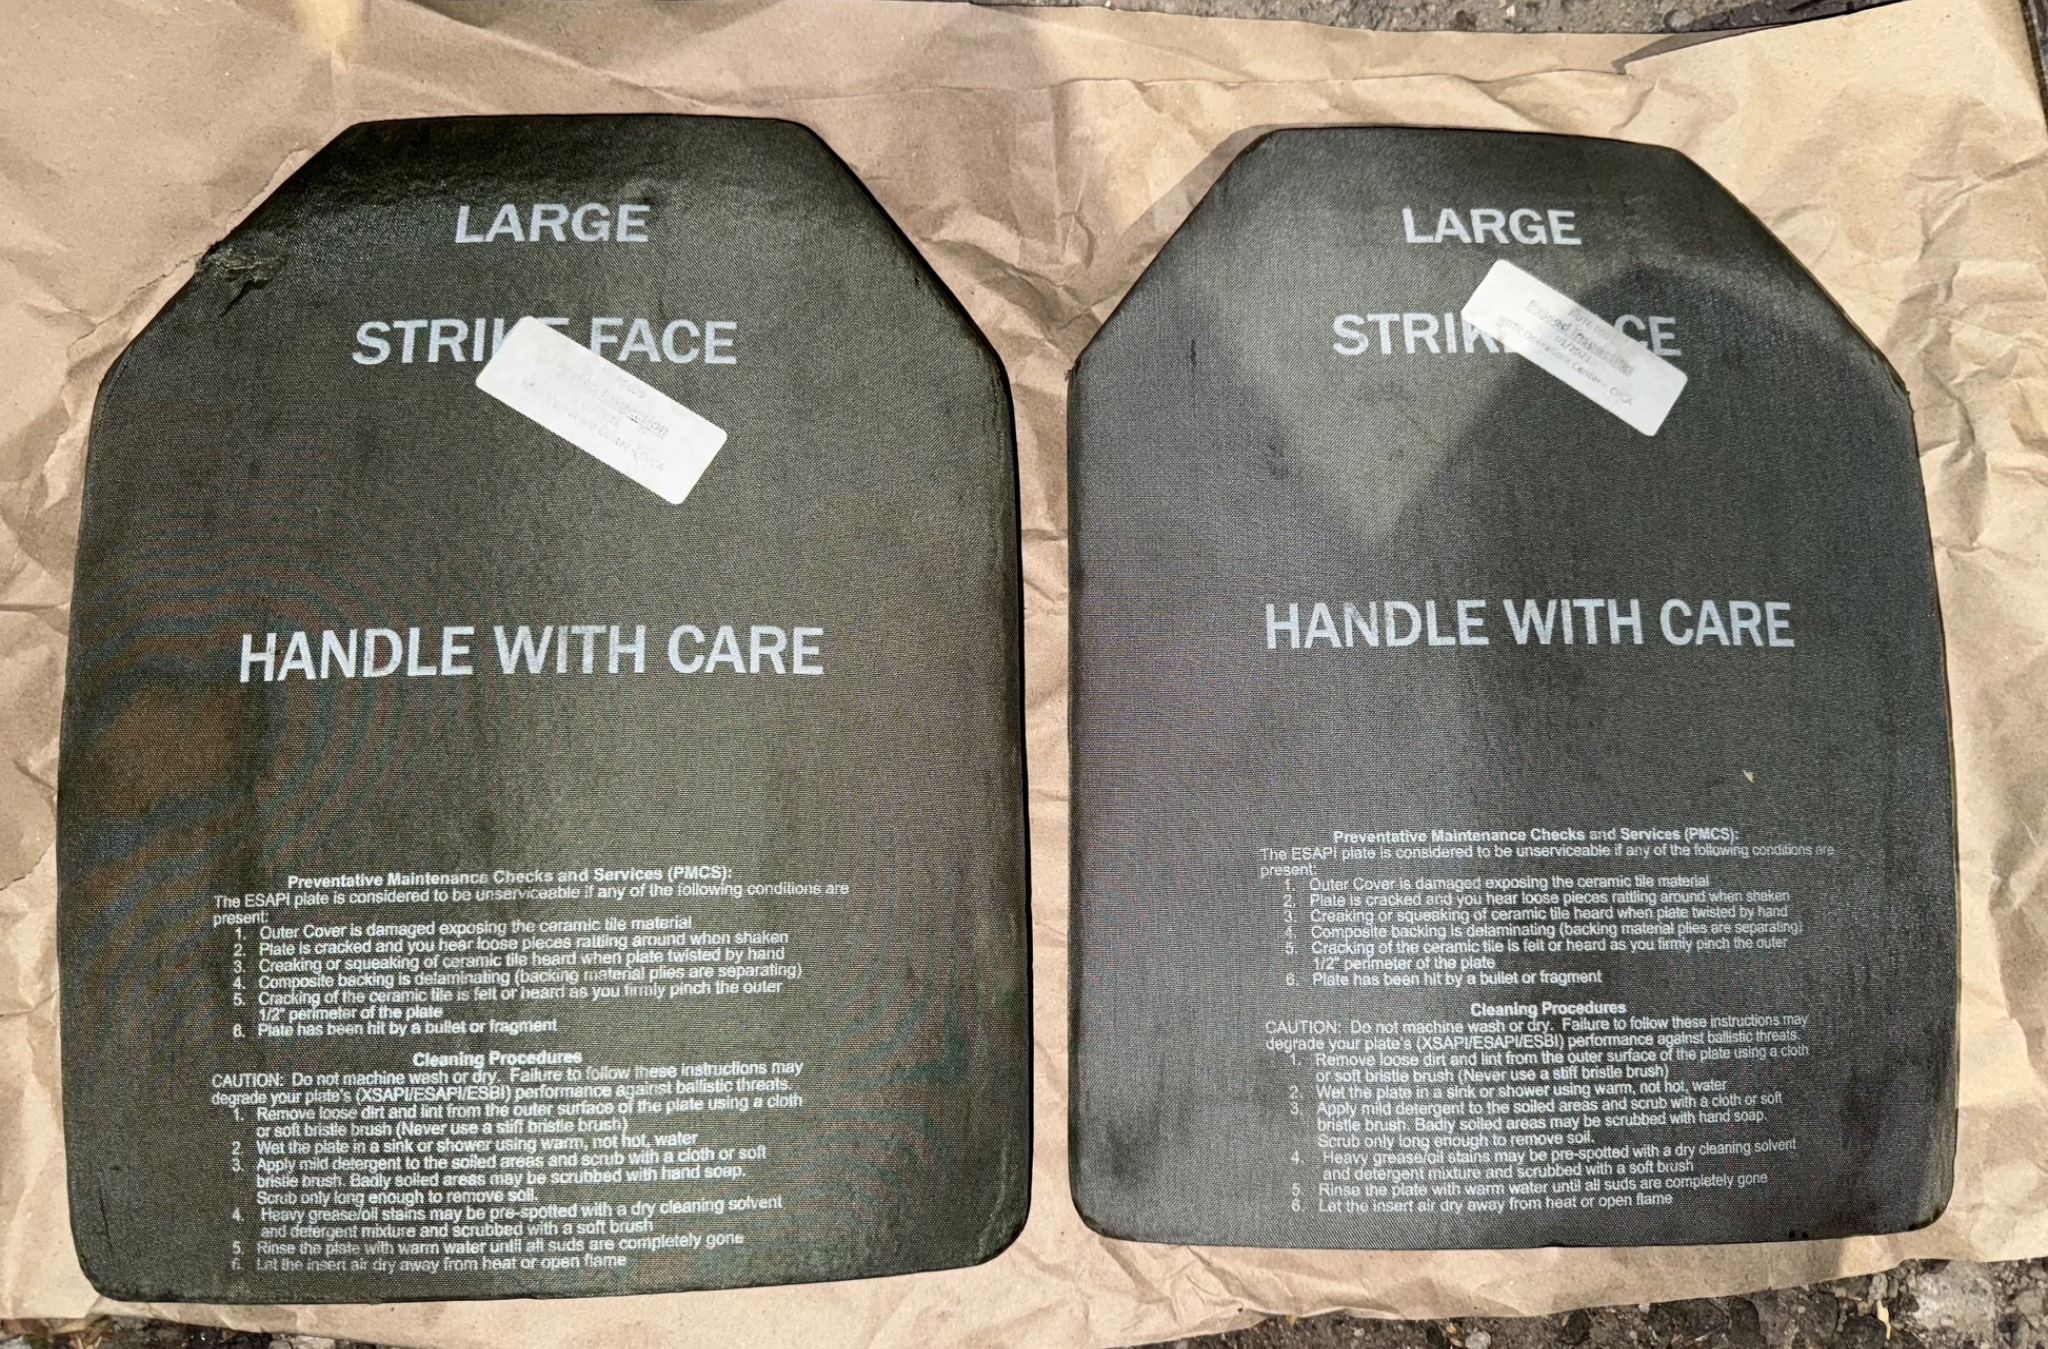 LARGE
STRIKE FACE
HANDLE WITH CARE
Preventative Maintenance Checks and Services (PMCS):
The ESAPI plate is considered to be unserviceable if any of the following conditions are
present:
1. Outer Cover is damaged exposing the ceramic tile material
2. Plate is cracked and you hear loose pieces rattling around when shaken
3. Creaking or squeaking of ceramic tile heard when plate twisted by hand
4. Composite backing is delaminating (backing material plies are separating)
5. Cracking of the ceramic tile is felt or heard as you firmly pinch the outer
1/2" perimeter of the plate
6. Plate has been hit by a bullet or fragment
Cleaning Procedures
CAUTION: Do not machine wash or dry. Failure to follow these instructions may
degrade your plate's (XSAPI/ESAPI/ESBI) performance against ballistic threats.
1. Remove loose dirt and lint from the outer surface of the plate using a cloth
or soft bristle brush (Never use a stiff bristle brush)
2. Wet the plate in a sink or shower using warm, not hot, water
3. Apply mild detergent to the soiled areas and scrub with a cloth or soft
bristle brush. Badly soiled areas may be scrubbed with hand soap.
Scrub only long enough to remove soil.
4. Heavy grease/oil stains may be pre-spotted with a dry cleaning solvent
and detergent mixture and scrubbed with a soft brush
5. Rinse the plate with warm water until all suds are completely gone
6. Let the insert air dry away from heat or open flame
LARGE
STRIK CE
Inspection
01/2021
Operation Center
HANDLE WITH CARE
Preventative Maintenance Checks and Services (PMCS):
The ESAPI plate is considered to be unserviceable if any of the following conditions are
present:
1. Outer Cover is damaged exposing the ceramic tile material
2. Plate is cracked and you hear loose pieces rattling around when shaken
3. Creaking or squeaking of ceramic tile heard when plate twisted by hand
4. Composite backing is delaminating (backing material plies are separating)
5. Cracking of the ceramic tile is felt or heard as you firmly pinch the outer
1/2" perimeter of the plate
6. Plate has been hit by a bullet or fragment
Cleaning Procedures
CAUTION: Do not machine wash or dry. Failure to follow these instructions may
degrade your plate's (XSAPI/ESAPI/ESBI) performance against ballistic threats.
1. Remove loose dirt and lint from the outer surface of the plate using a cloth
or soft bristle brush (Never use a stiff bristle brush)
2. Wet the plate in a sink or shower using warm, not hot, water
3. Apply mild detergent to the soiled areas and scrub with a cloth or soft
bristle brush. Badly soiled areas may be scrubbed with hand soap.
Scrub only long enough to remove soil.
4. Heavy grease/oil stains may be pre-spotted with a dry cleaning solvent
and detergent mixture and scrubbed with a soft brush
5. Rinse the plate with warm water until all suds are completely gone
6. Let the insert air dry away from heat or open flame